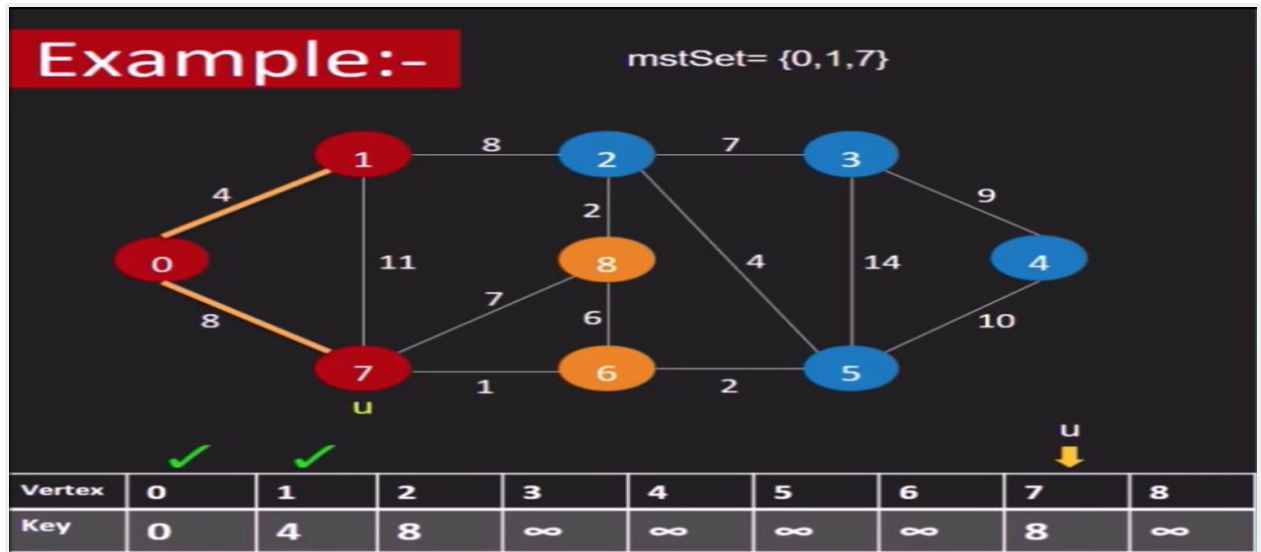 Example:-
mstSet= {0,1,7}
1 8 2 7 3
4 9
2
0 11 8 4 14 4
7
8 6 10
7 1 6 2 5
u
u
Vertex 0 1 2 3 4 5 6 7 8
Key 0 4 8 ∞ ∞ ∞ ∞ 8 ∞